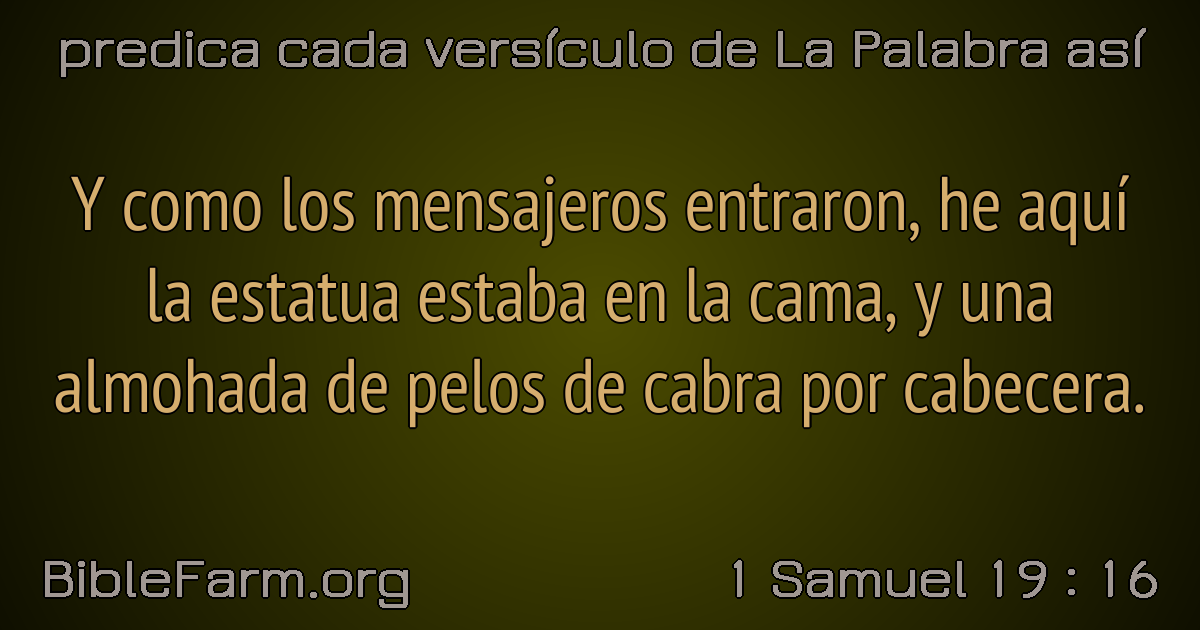 predica cada versículo de La Palabra así
Y como los mensajeros entraron, he aquí
la estatua estaba en la cama, y una
almohada de pelos de cabra por cabecera.
BibleFarm.org
1 Samuel 19 : 16